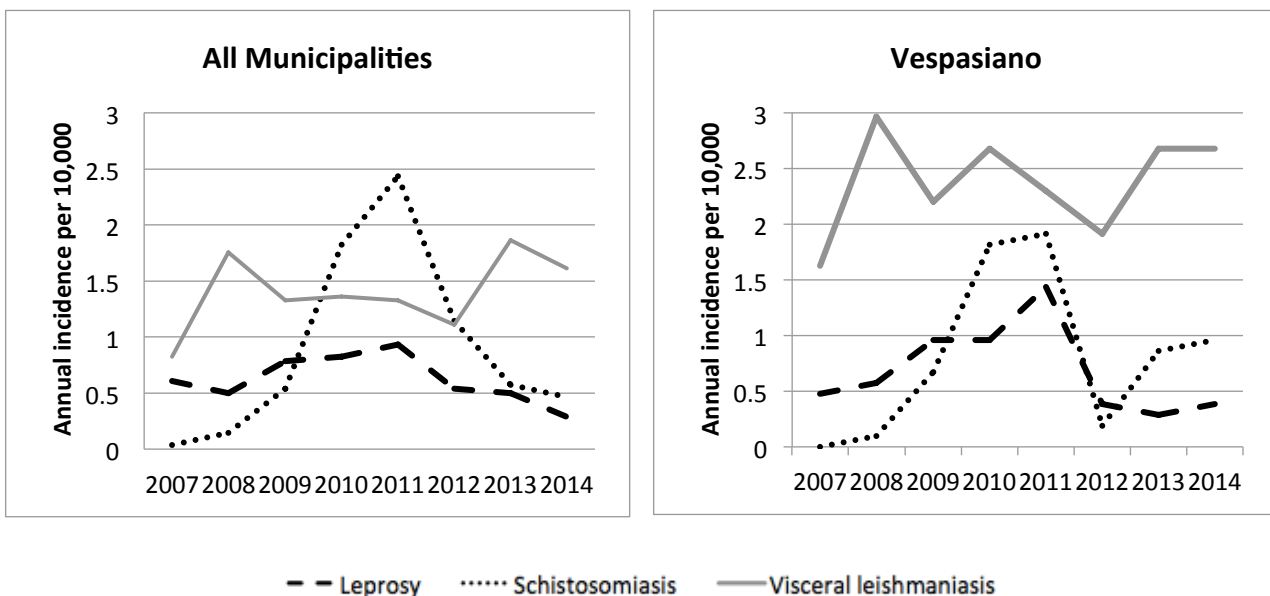 All Municipalities
Annual incidence per 10,000
3
2.5
2
1.5
1
0.5
0
2007 2008 2009 2010 2011 2012 2013 2014
Vespasiano
Annual incidence per 10,000
3
2.5
2
1.5
1
0.5
0
2007 2008 2009 2010 2011 2012 2013 2014
Leprosy Schistosomiasis Visceral leishmaniasis